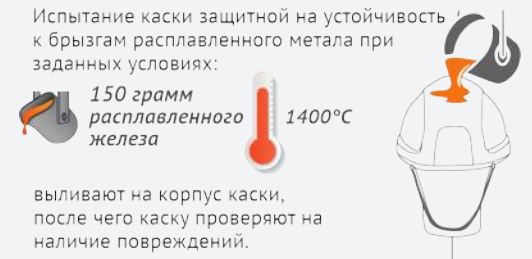 Испытание каски защитной на устойчивость
к брызгам расплавленного метала при
заданных условиях:
150 грамм
расплавленного
железа
1400°C
выливают на корпус каски,
после чего каску проверяют на
наличие повреждений.